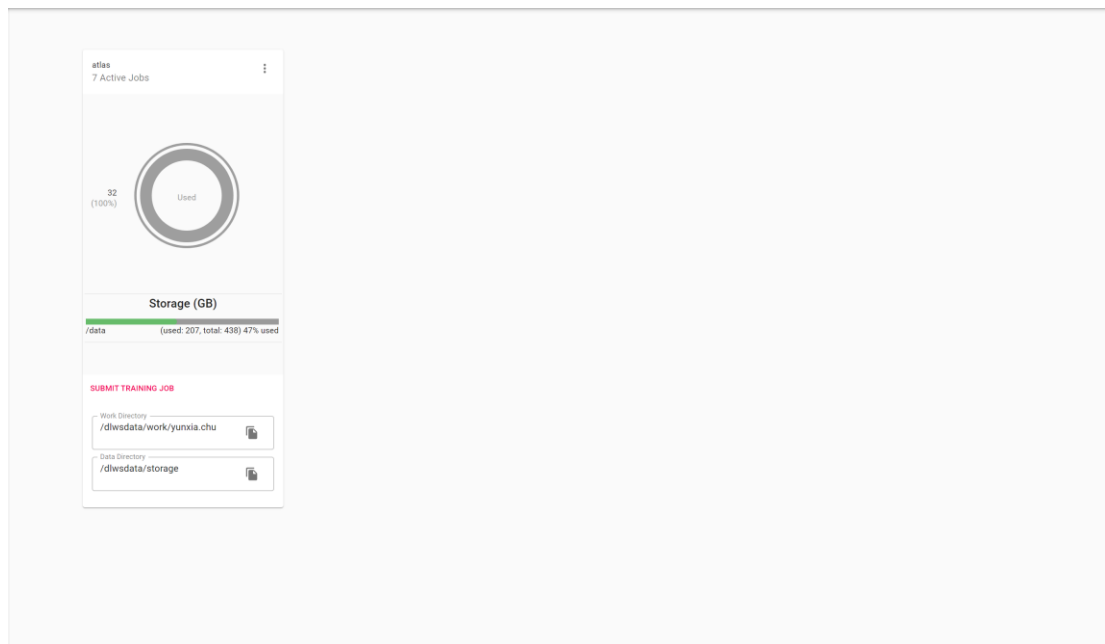 atlas
7 Active Jobs
32
(100%)
Used
Storage (GB)
/data (used: 207, total: 438) 47% used
SUBMIT TRAINING JOB
Work Directory
/dlwsdata/work/yunxia.chu
Data Directory
/dlwsdata/storage